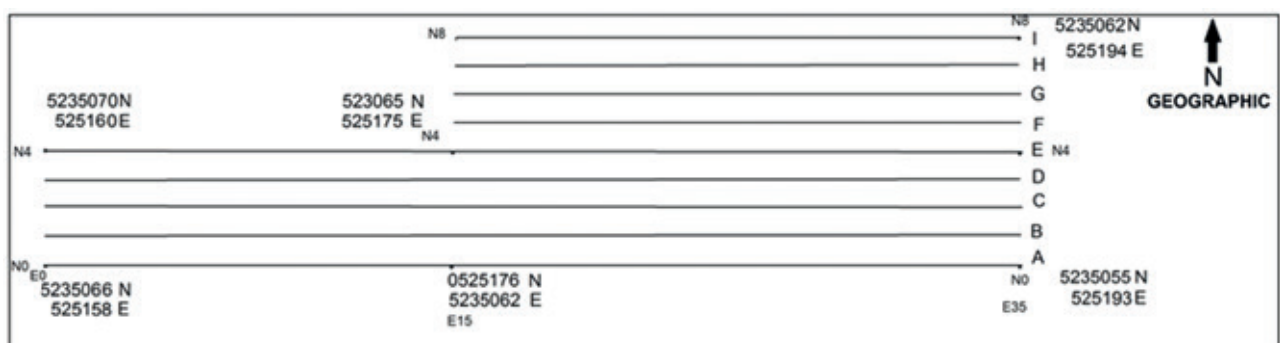 N8
N8
5235062N
525194 E
I
H
G
F
N
GEOGRAPHIC
5235070N
525160E
523065 N
525175 E
N4
N4
E N4
D
C
B
A
N0
E0
5235066 N
525158 E
0525176 N
5235062 E
E15
N0
E35
5235055 N
525193E